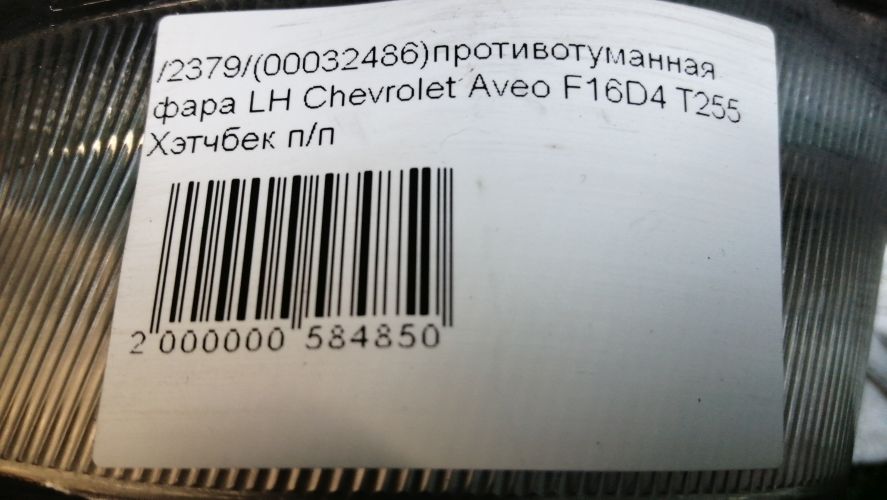 /2379/(00032486)противотуманная
фара LH Chevrolet Aveo F16D4 T255
Хэтчбек п/п
2 000000 584850